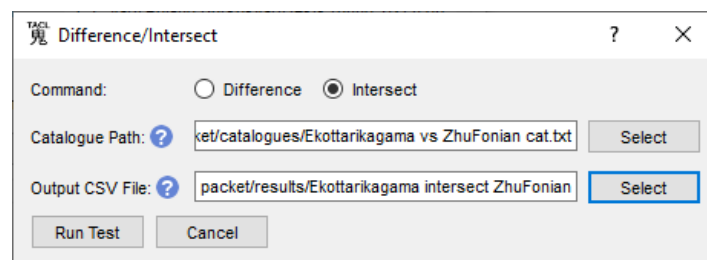 TACL
蒐 Difference/Intersect ? ×
Command: Difference Intersect
Catalogue Path: ? ket/catalogues/Ekottarikagama vs ZhuFonian cat.txt Select
Output CSV File: ? packet/results/Ekottarikagama intersect ZhuFonian Select
Run Test Cancel